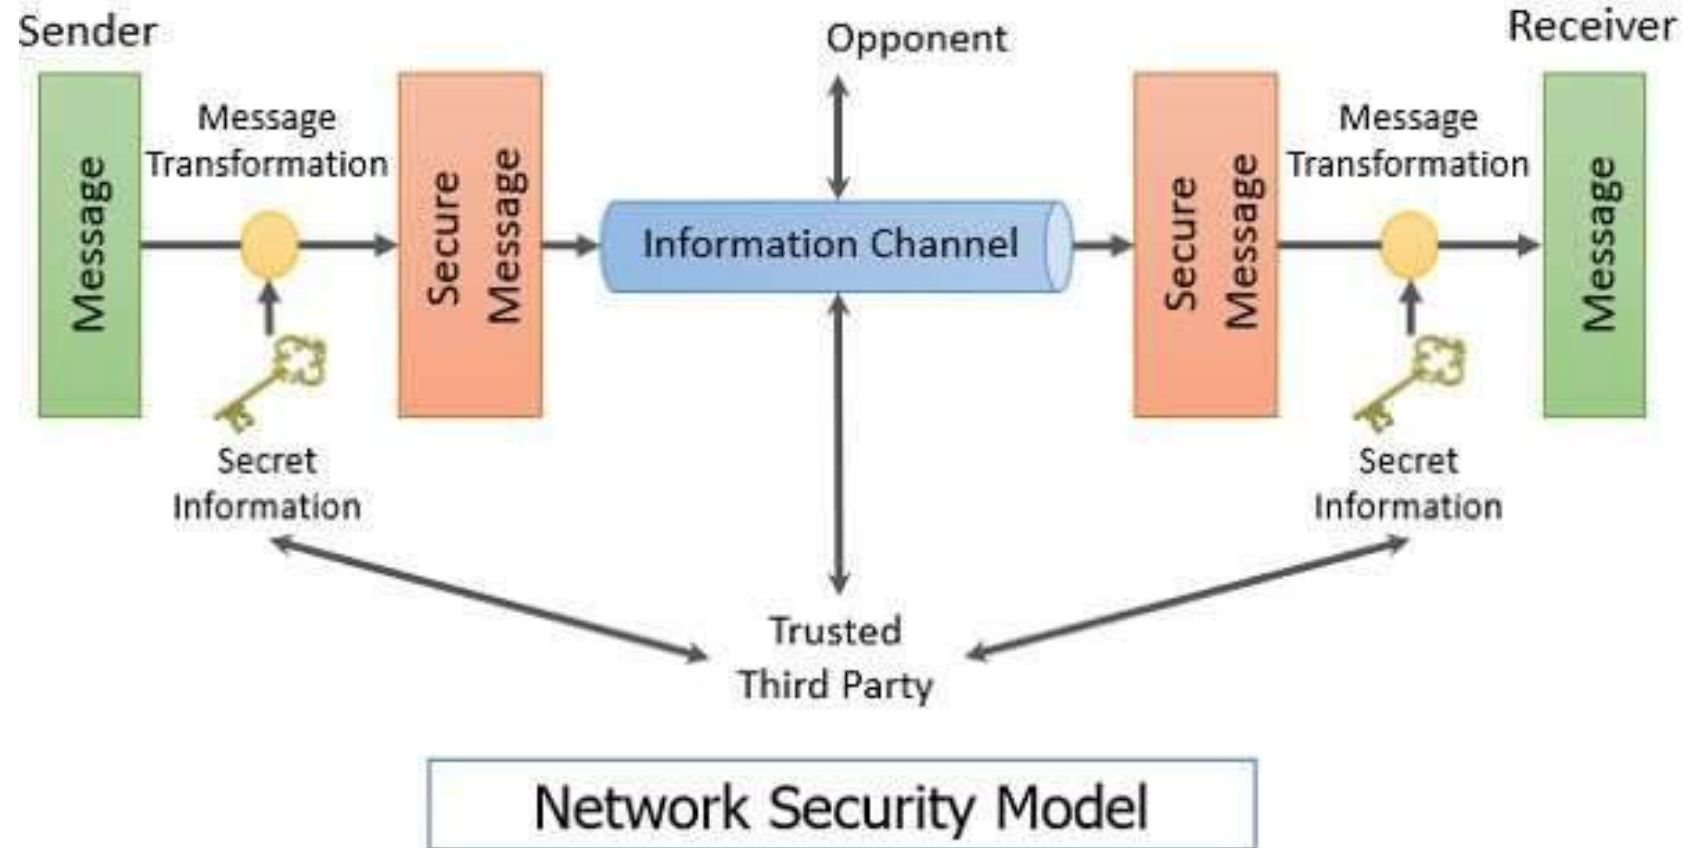 Sender
Opponent
Receiver
Message
Message
Transformation
Secure
Message
Information Channel
Secure
Message
Message
Transformation
Message
Secret
Information
Secret
Information
Trusted
Third Party
Network Security Model